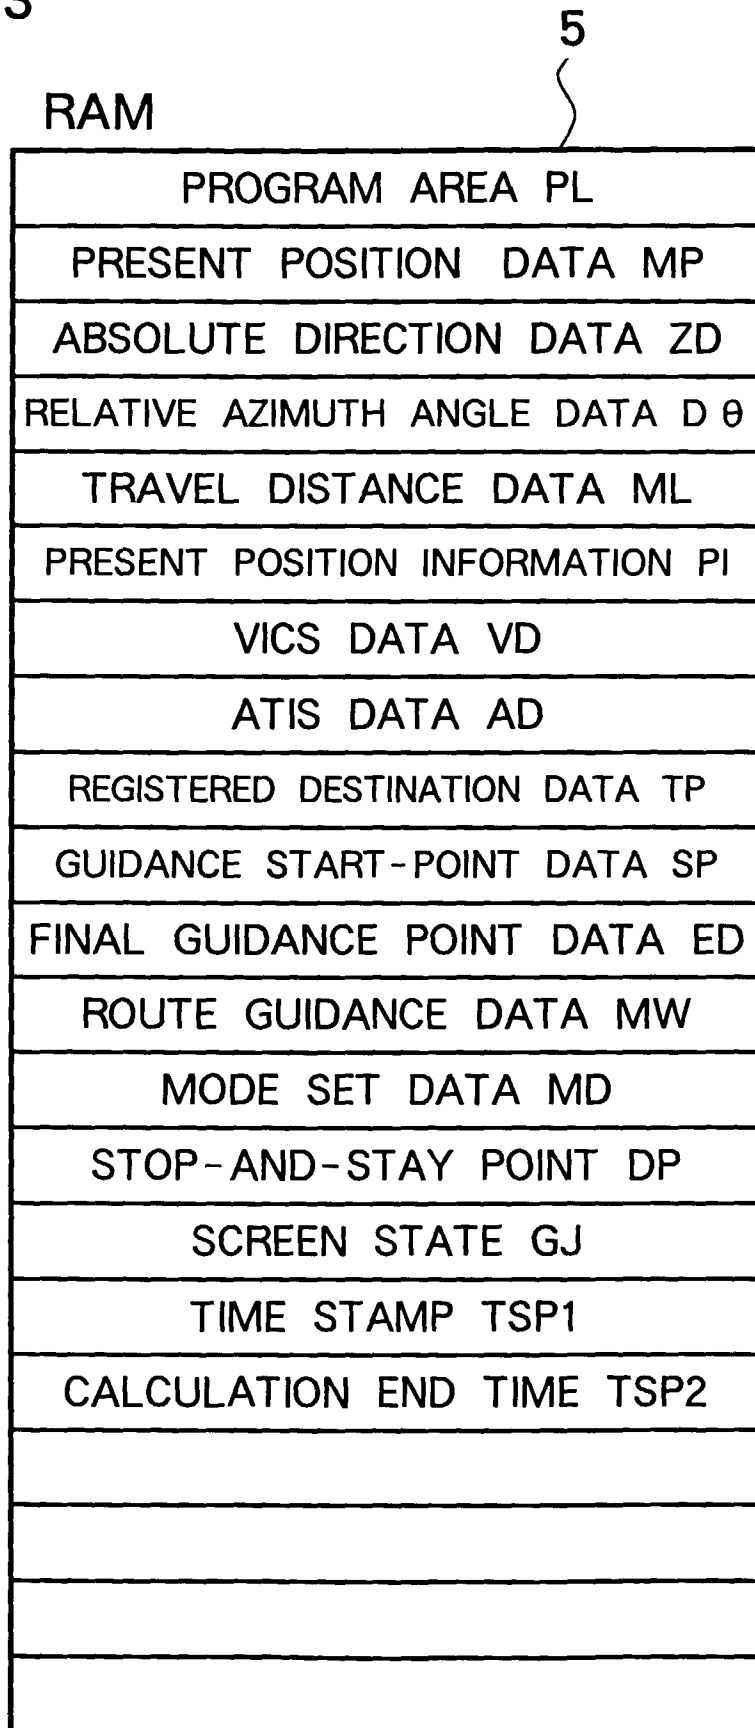 3
5
RAM
PROGRAM AREA PL
PRESENT POSITION DATA MP
ABSOLUTE DIRECTION DATA ZD
RELATIVE AZIMUTH ANGLE DATA D θ
TRAVEL DISTANCE DATA ML
PRESENT POSITION INFORMATION PI
VICS DATA VD
ATIS DATA AD
REGISTERED DESTINATION DATA TP
GUIDANCE START-POINT DATA SP
FINAL GUIDANCE POINT DATA ED
ROUTE GUIDANCE DATA MW
MODE SET DATA MD
STOP-AND-STAY POINT DP
SCREEN STATE GJ
TIME STAMP TSP1
CALCULATION END TIME TSP2